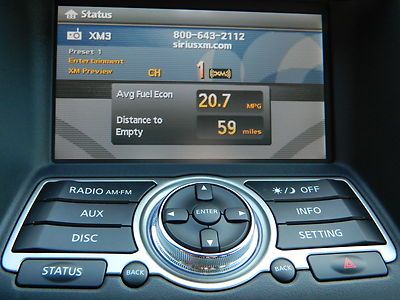 Status
XM3 800-643-2112
siriusxm.com
Preset 1
Entertainment
XM Preview CH 1 XM
Avg Fuel Econ 20.7 MPG
Distance to Empty 59 miles
RADIO AM·FM
OFF
AUX
ENTER
INFO
DISC
SETTING
STATUS
BACK
BACK